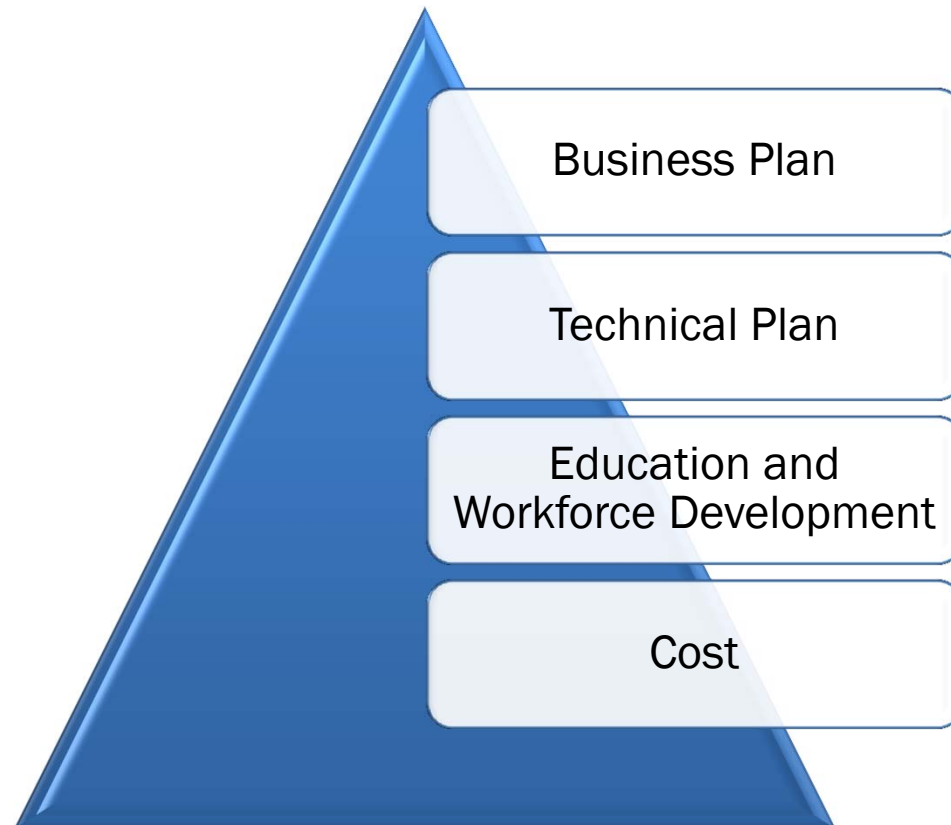 Business Plan
Technical Plan
Education and
Workforce Development
Cost